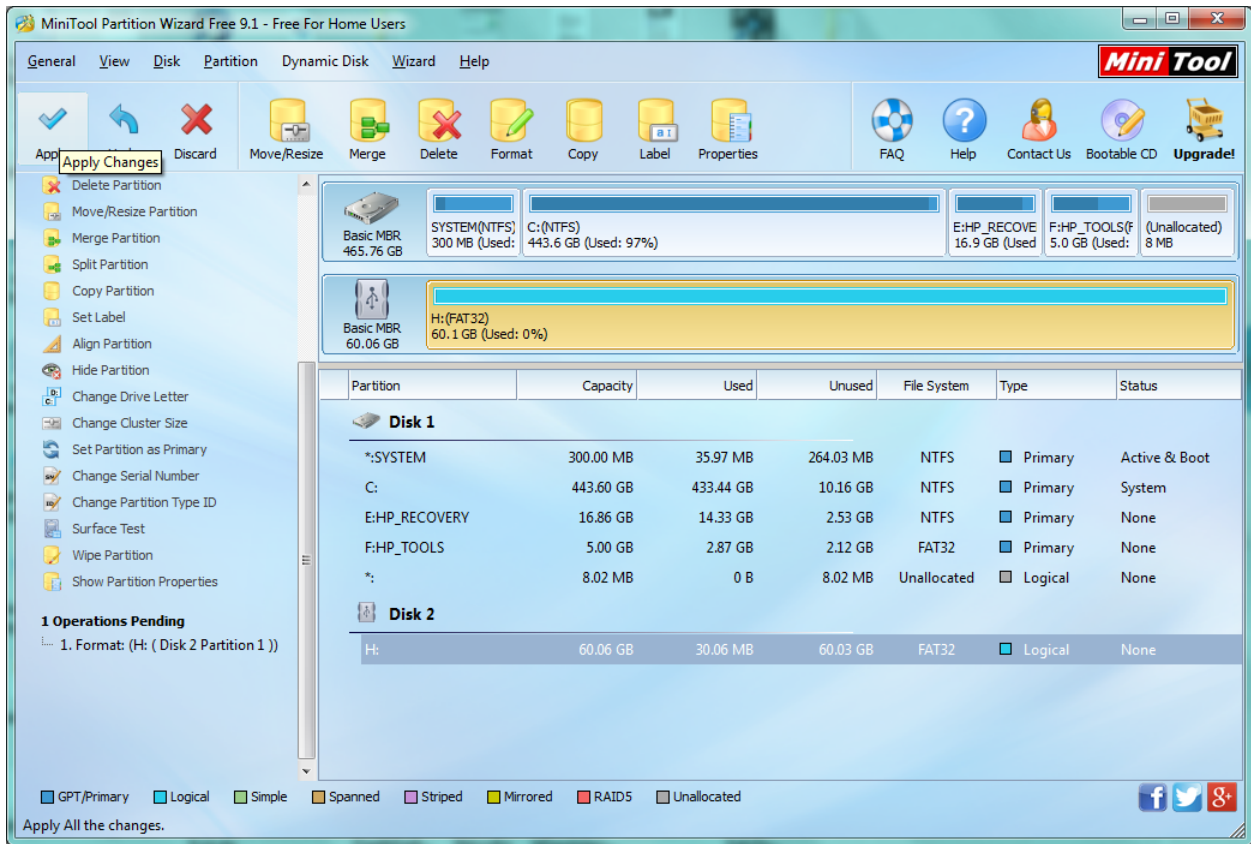 MiniTool Partition Wizard Free 9.1 - Free For Home Users
General View Disk Partition Dynamic Disk Wizard Help
Mini Tool
Discard Move/Resize Merge Delete Format Copy Label Properties FAQ Help Contact Us Bootable CD Upgrade!
Apply Changes
Delete Partition
Move/Resize Partition
Merge Partition
Split Partition
Copy Partition
Set Label
Align Partition
Hide Partition
Change Drive Letter
Change Cluster Size
Set Partition as Primary
Change Serial Number
Change Partition Type ID
Surface Test
Wipe Partition
Show Partition Properties
1 Operations Pending
1. Format: (H: ( Disk 2 Partition 1 ))
Basic MBR
465.76 GB
SYSTEM(NTFS)
300 MB (Used:
C:(NTFS)
443.6 GB (Used: 97%)
E:HP_RECOVE
16.9 GB (Used
F:HP_TOOLS(F
5.0 GB (Used:
(Unallocated)
8 MB
Basic MBR
60.06 GB
H:(FAT32)
60.1 GB (Used: 0%)
Partition Capacity Used Unused File System Type Status
Disk 1
*:SYSTEM 300.00 MB 35.97 MB 264.03 MB NTFS Primary Active & Boot
C: 443.60 GB 433.44 GB 10.16 GB NTFS Primary System
E:HP_RECOVERY 16.86 GB 14.33 GB 2.53 GB NTFS Primary None
F:HP_TOOLS 5.00 GB 2.87 GB 2.12 GB FAT32 Primary None
*: 8.02 MB 0 B 8.02 MB Unallocated Logical None
Disk 2
H: 60.06 GB 30.06 MB 60.03 GB FAT32 Logical None
GPT/Primary Logical Simple Spanned Striped Mirrored RAID5 Unallocated
Apply All the changes.